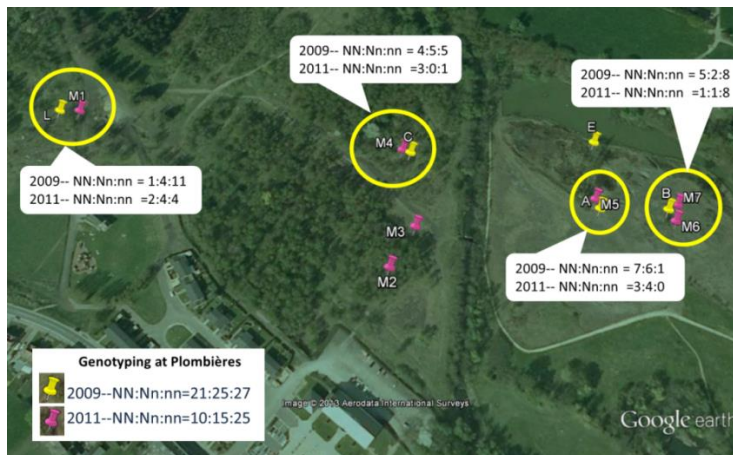 2009-- NN:Nn:nn = 4:5:5
2011-- NN:Nn:nn =3:0:1
2009-- NN:Nn:nn = 5:2:8
2011-- NN:Nn:nn =1:1:8
M1
L
E
M4
C
2009-- NN:Nn:nn = 1:4:11
2011-- NN:Nn:nn =2:4:4
A
M5
B
M7
M6
M3
M2
2009-- NN:Nn:nn = 7:6:1
2011-- NN:Nn:nn =3:4:0
Genotyping at Plombières
2009--NN:Nn:nn=21:25:27
2011--NN:Nn:nn=10:15:25
Image © 2013 Aerodata International Surveys
Google earth